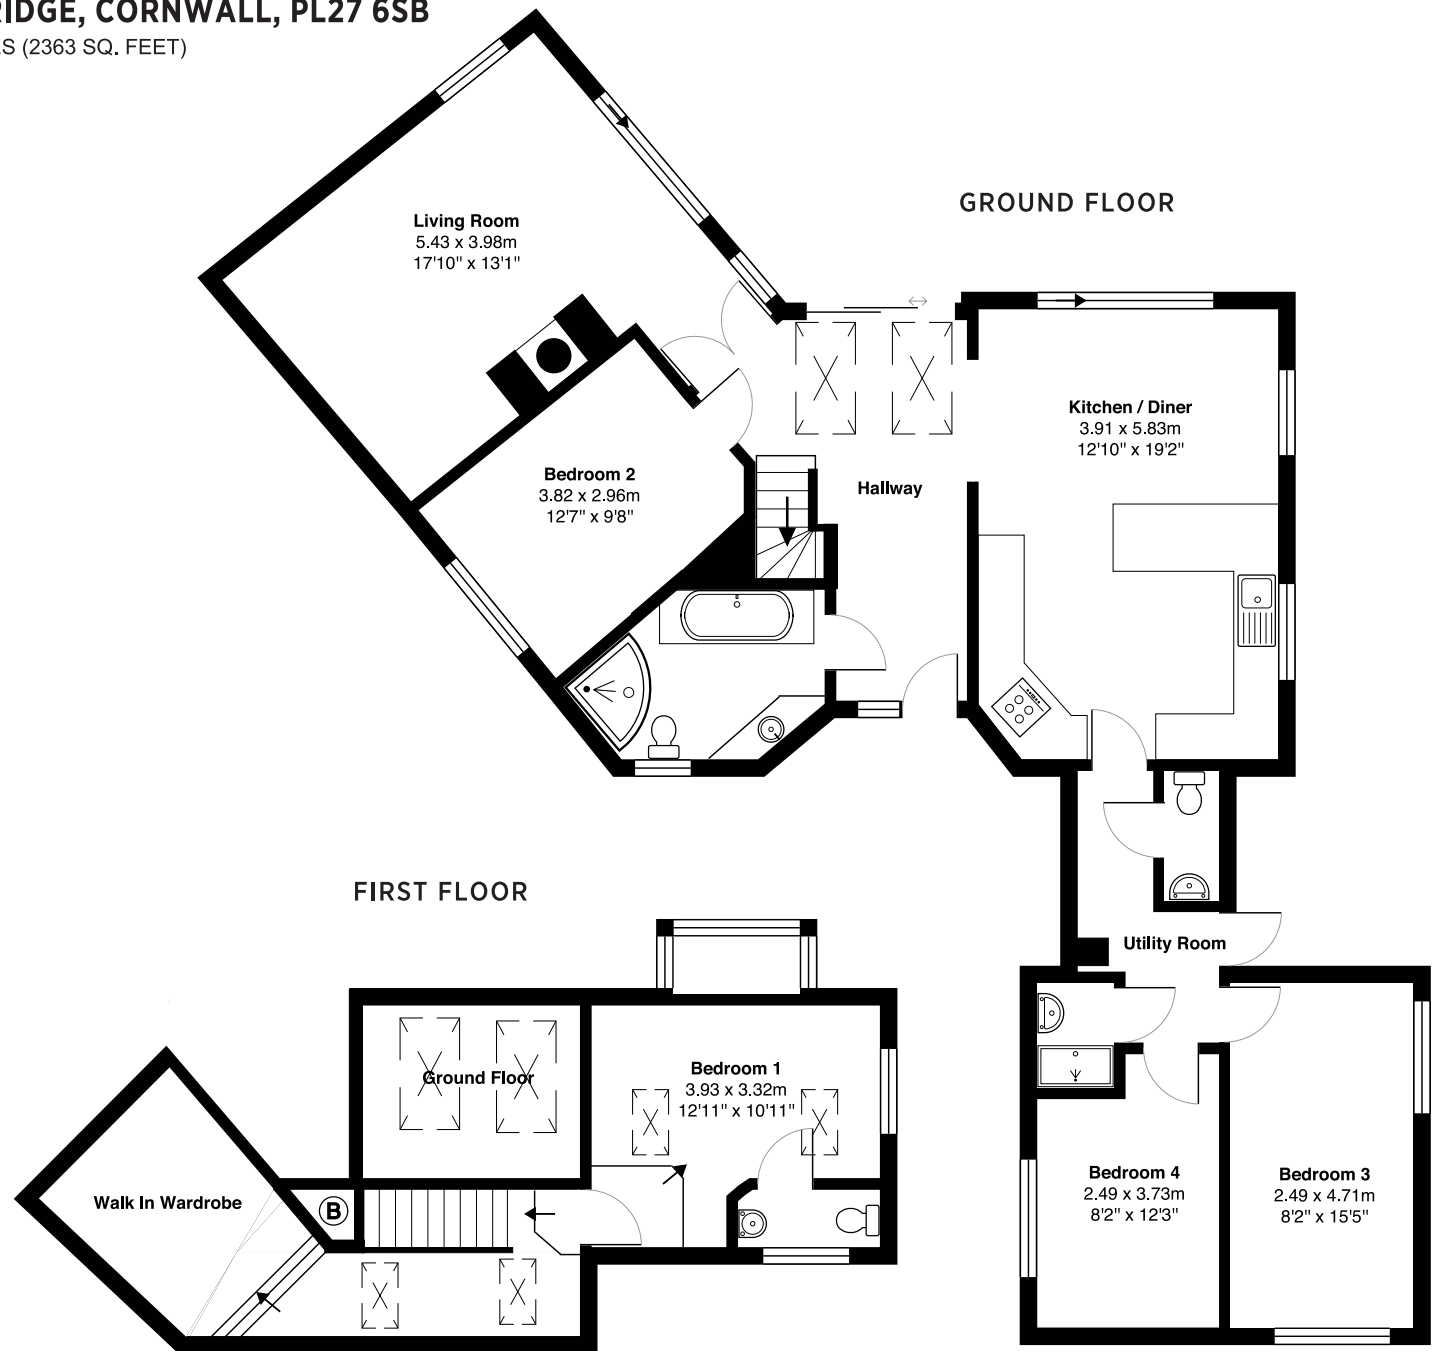 RIDGE, CORNWALL, PL27 6SB
ES (2363 SQ. FEET)
GROUND FLOOR
Living Room
5.43 x 3.98m
17'10" x 13'1"
Kitchen / Diner
3.91 x 5.83m
12'10" x 19'2"
Bedroom 2
3.82 x 2.96m
12'7" x 9'8"
Hallway
FIRST FLOOR
Utility Room
Bedroom 1
3.93 x 3.32m
12'11" x 10'11"
Ground Floor
Walk In Wardrobe
B
Bedroom 4
2.49 x 3.73m
8'2" x 12'3"
Bedroom 3
2.49 x 4.71m
8'2" x 15'5"